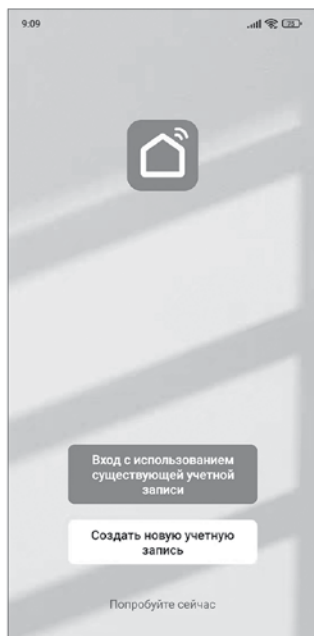 9:09
Вход с использованием
существующей учетной
записи
Создать новую учетную
запись
Попробуйте сейчас